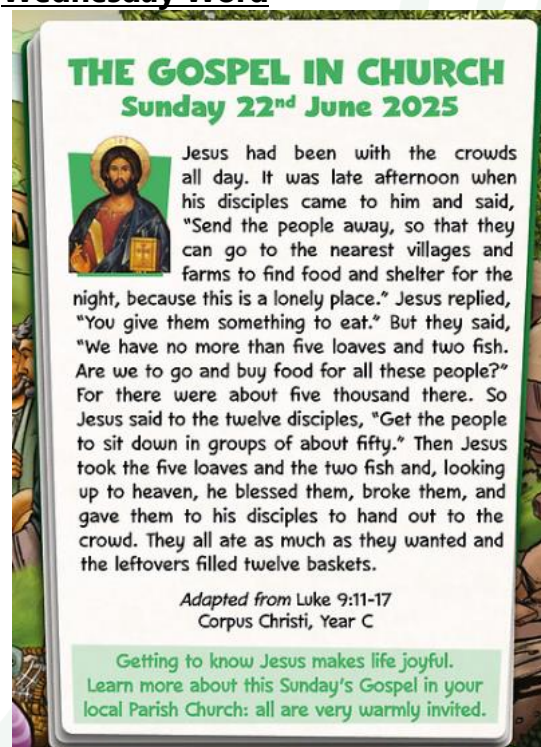 Wednesday Word
THE GOSPEL IN CHURCH
Sunday 22nd June 2025
Jesus had been with the crowds
all day. It was late afternoon when
his disciples came to him and said,
“Send the people away, so that they
can go to the nearest villages and
farms to find food and shelter for the
night, because this is a lonely place.” Jesus replied,
“You give them something to eat.” But they said,
“We have no more than five loaves and two fish.
Are we to go and buy food for all these people?”
For there were about five thousand there. So
Jesus said to the twelve disciples, “Get the people
to sit down in groups of about fifty.” Then Jesus
took the five loaves and the two fish and, looking
up to heaven, he blessed them, broke them, and
gave them to his disciples to hand out to the
crowd. They all ate as much as they wanted and
the leftovers filled twelve baskets.
Adapted from Luke 9:11-17
Corpus Christi, Year C
Getting to know Jesus makes life joyful.
Learn more about this Sunday’s Gospel in your
local Parish Church: all are very warmly invited.